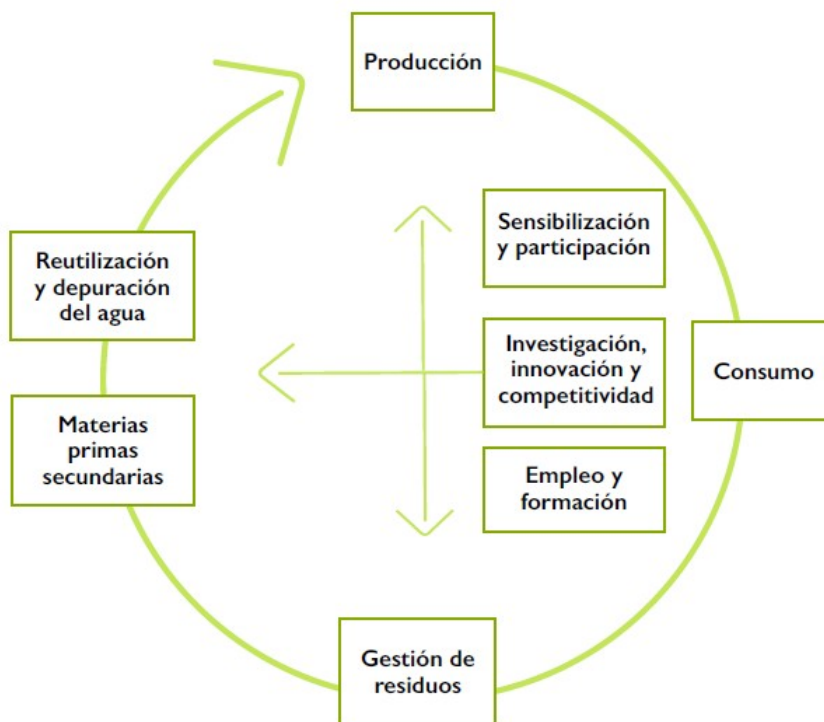 Producción
Sensibilización
y participación
Reutilización
y depuración
del agua
Investigación,
innovación y
competitividad
Consumo
Materias
primas
secundarias
Empleo y
formación
Gestión de
residuos